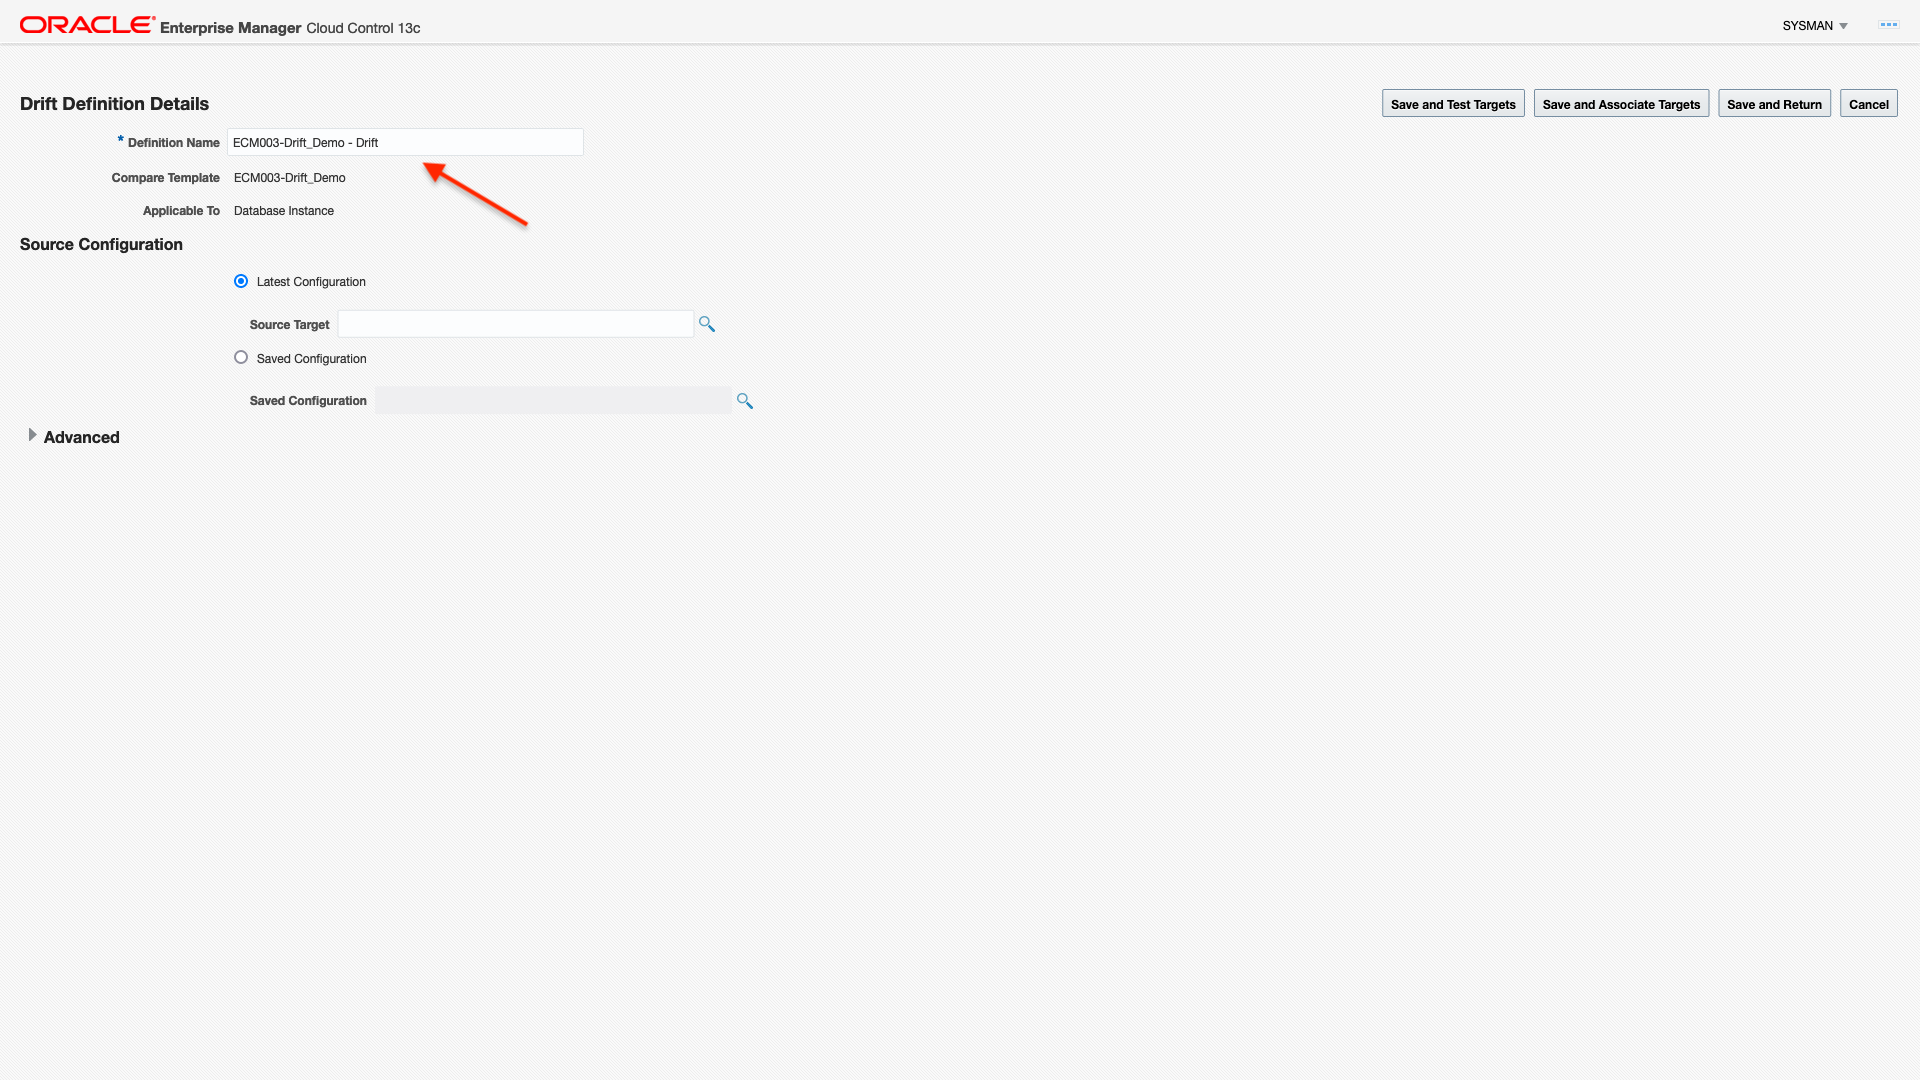 ORACLE Enterprise Manager Cloud Control 13c
SYSMAN
Drift Definition Details
Save and Test Targets
Save and Associate Targets
Save and Return
Cancel
* Definition Name ECM003-Drift_Demo - Drift
Compare Template ECM003-Drift_Demo
Applicable To Database Instance
Source Configuration
Latest Configuration
Source Target
Saved Configuration
Saved Configuration
Advanced